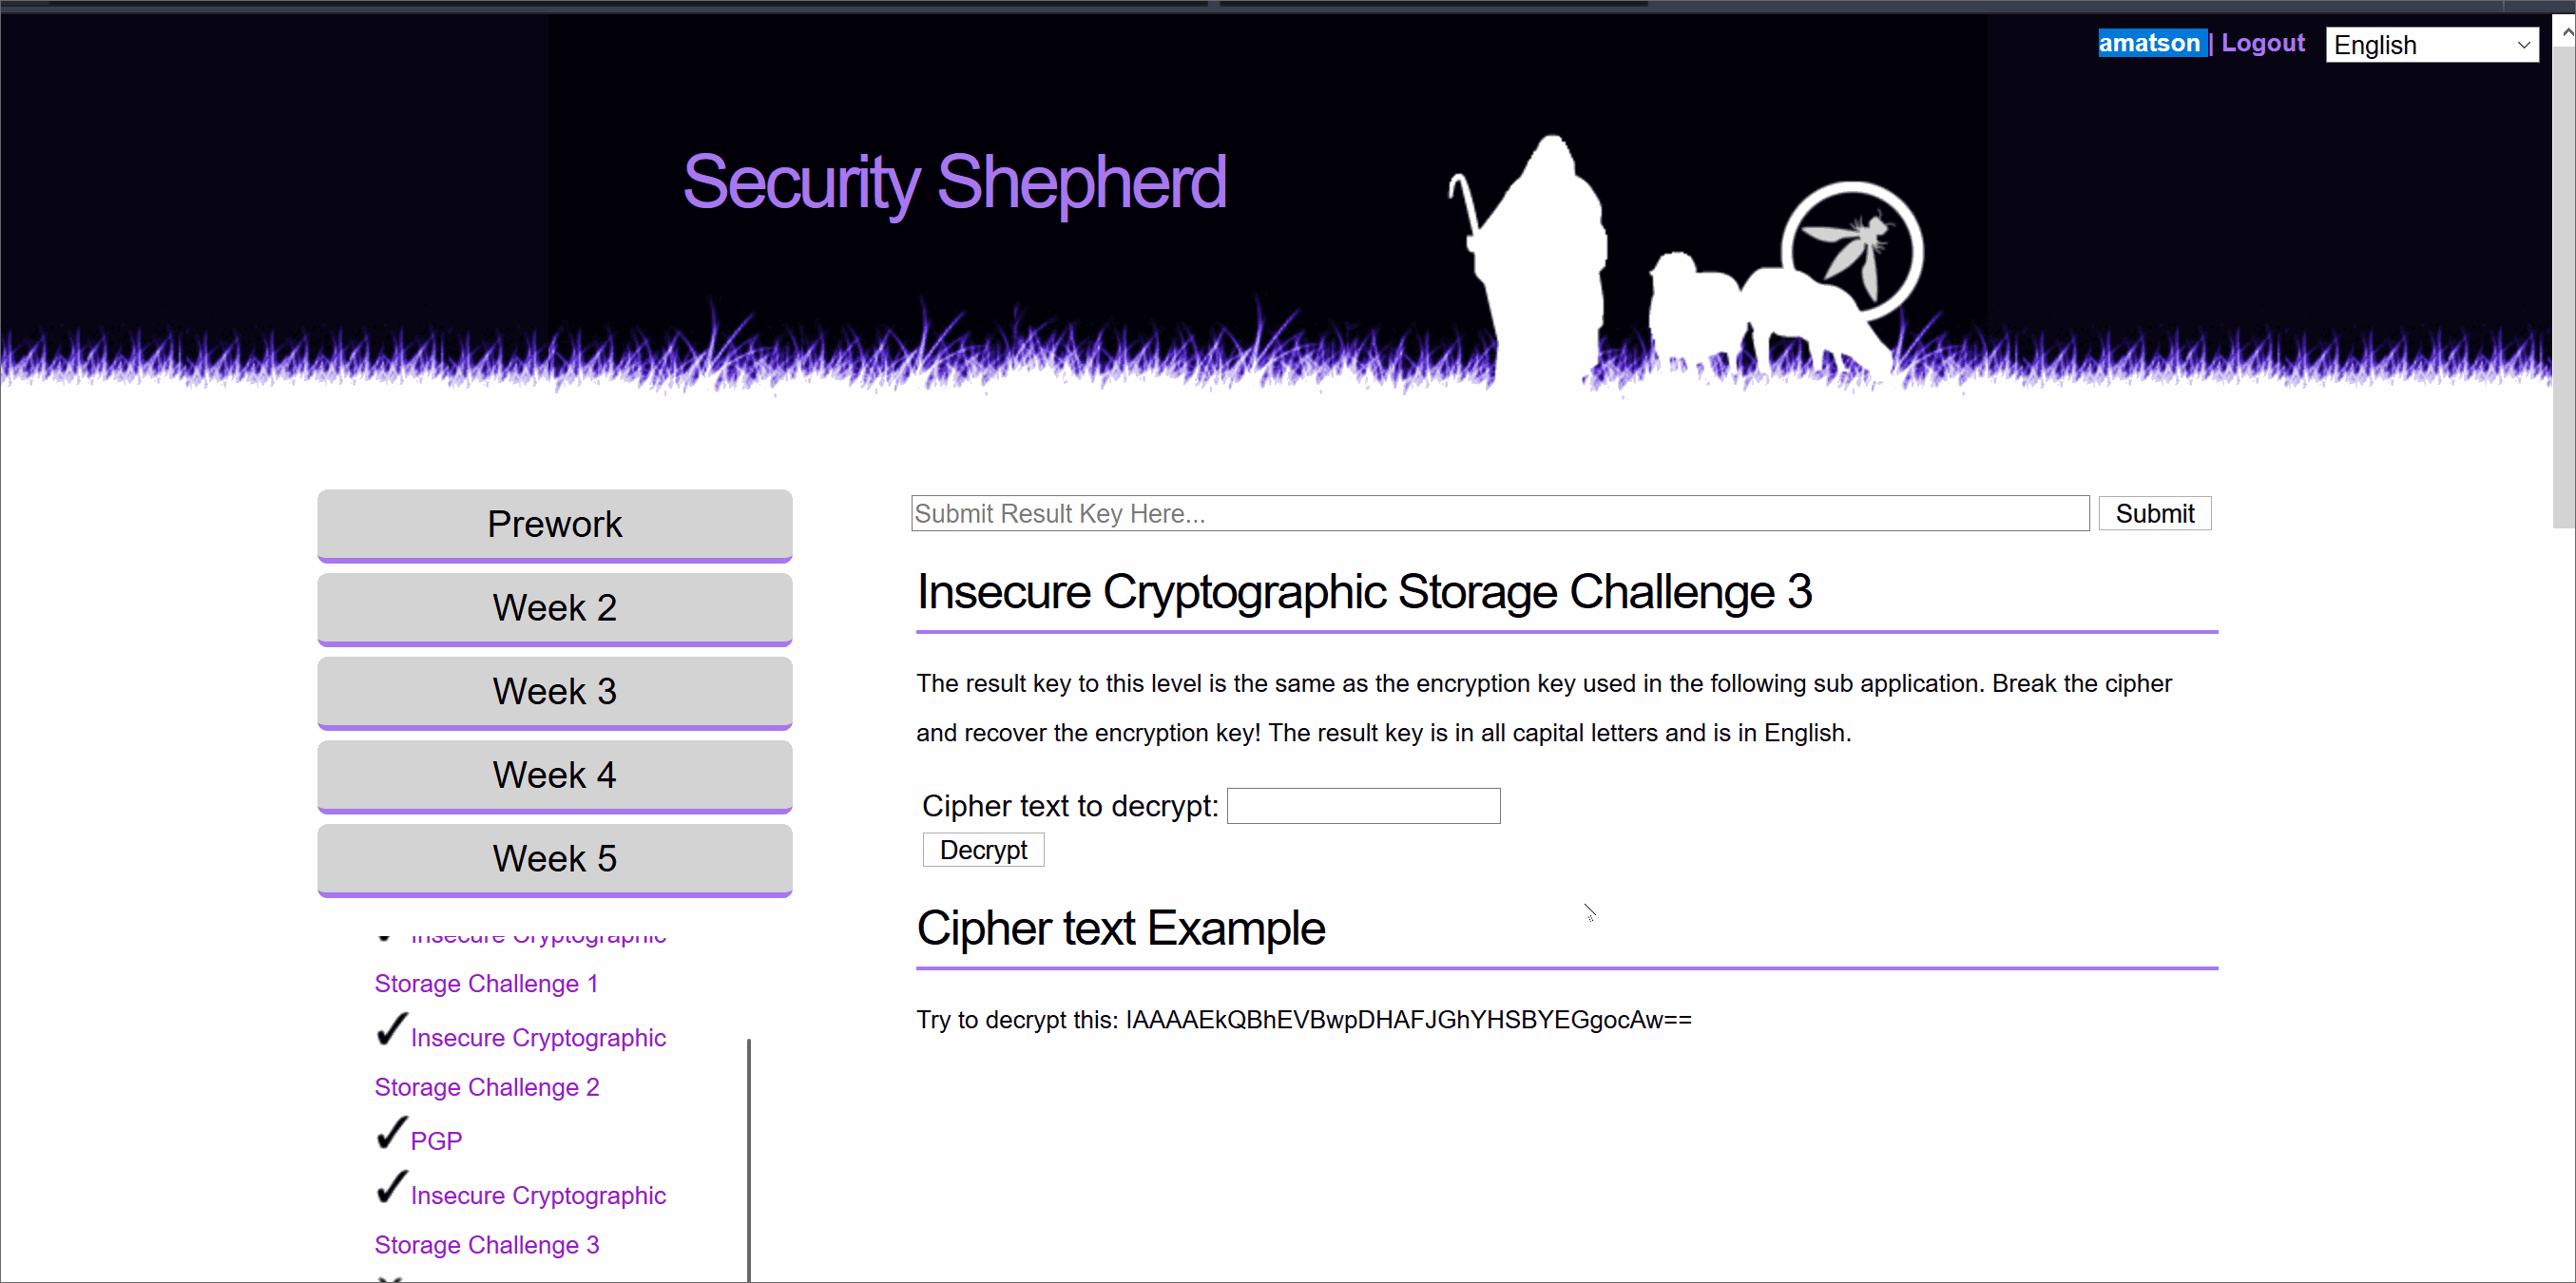 amatson | Logout English
Security Shepherd
Prework
Week 2
Week 3
Week 4
Week 5
Insecure Cryptographic
Storage Challenge 1
✓Insecure Cryptographic
Storage Challenge 2
✓PGP
✓Insecure Cryptographic
Storage Challenge 3
Submit Result Key Here... Submit
Insecure Cryptographic Storage Challenge 3
The result key to this level is the same as the encryption key used in the following sub application. Break the cipher
and recover the encryption key! The result key is in all capital letters and is in English.
Cipher text to decrypt:
Decrypt
Cipher text Example
Try to decrypt this: IAAAAEkQBhEVBwpDHAFJGhYHSBYEGgocAw==